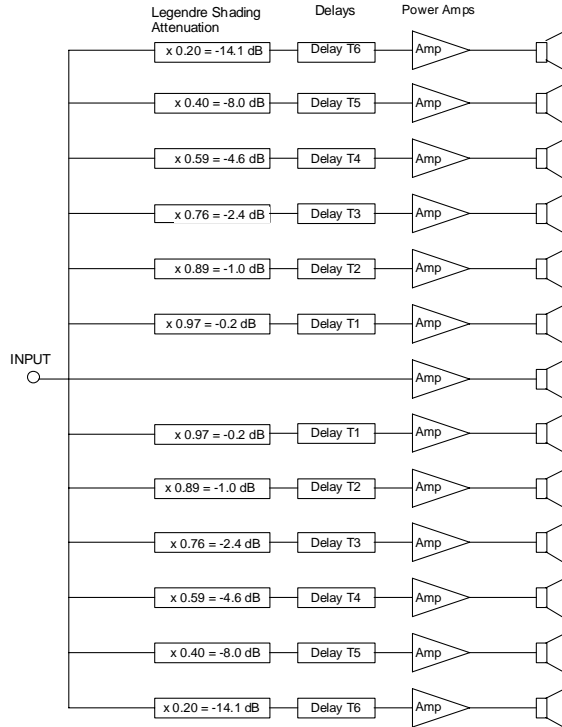 Legendre Shading Attenuation Delays Power Amps
x 0.20 = -14.1 dB Delay T6 Amp
x 0.40 = -8.0 dB Delay T5 Amp
x 0.59 = -4.6 dB Delay T4 Amp
x 0.76 = -2.4 dB Delay T3 Amp
x 0.89 = -1.0 dB Delay T2 Amp
x 0.97 = -0.2 dB Delay T1 Amp
INPUT
Amp
x 0.97 = -0.2 dB Delay T1 Amp
x 0.89 = -1.0 dB Delay T2 Amp
x 0.76 = -2.4 dB Delay T3 Amp
x 0.59 = -4.6 dB Delay T4 Amp
x 0.40 = -8.0 dB Delay T5 Amp
x 0.20 = -14.1 dB Delay T6 Amp